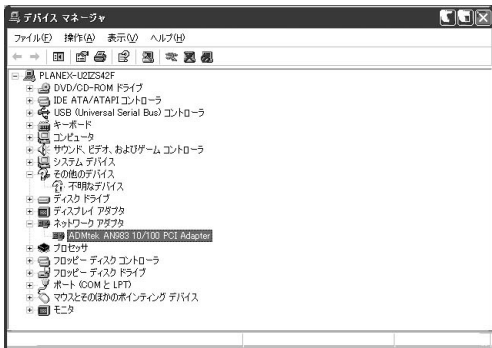 デバイス マネージャ
ファイル(F) 操作(A) 表示(V) ヘルプ(H)
PLANEX-U2IZS42F
DVD/CD-ROM ドライブ
IDE ATA/ATAPI コントローラ
USB (Universal Serial Bus) コントローラ
キーボード
コンピュータ
サウンド、ビデオ、およびゲーム コントローラ
システム デバイス
その他のデバイス
不明なデバイス
ディスク ドライブ
ディスプレイ アダプタ
ネットワーク アダプタ
ADMtek AN983 10/100 PCI Adapter
プロセッサ
フロッピー ディスク コントローラ
フロッピー ディスク ドライブ
ポート (COM と LPT)
マウスとそのほかのポインティング デバイス
モニタ